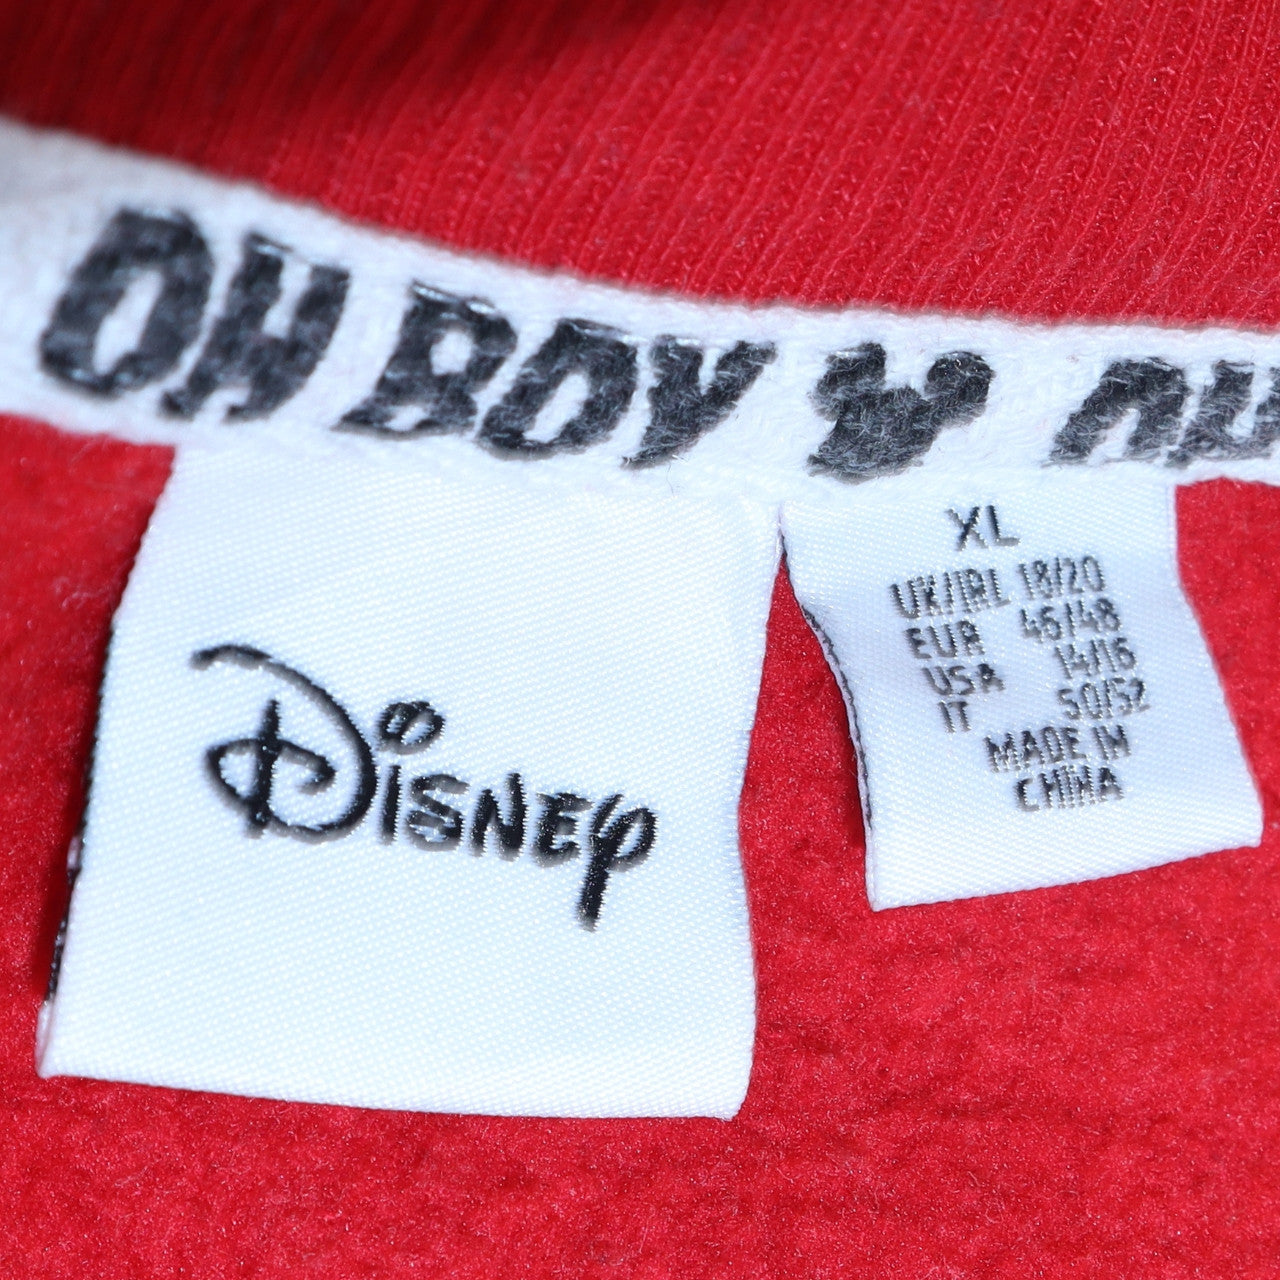 OH BOY
Disney
XL
UK/IRL 18/20
EUR 46/48
USA 14/16
IT 50/52
MADE IN
CHINA